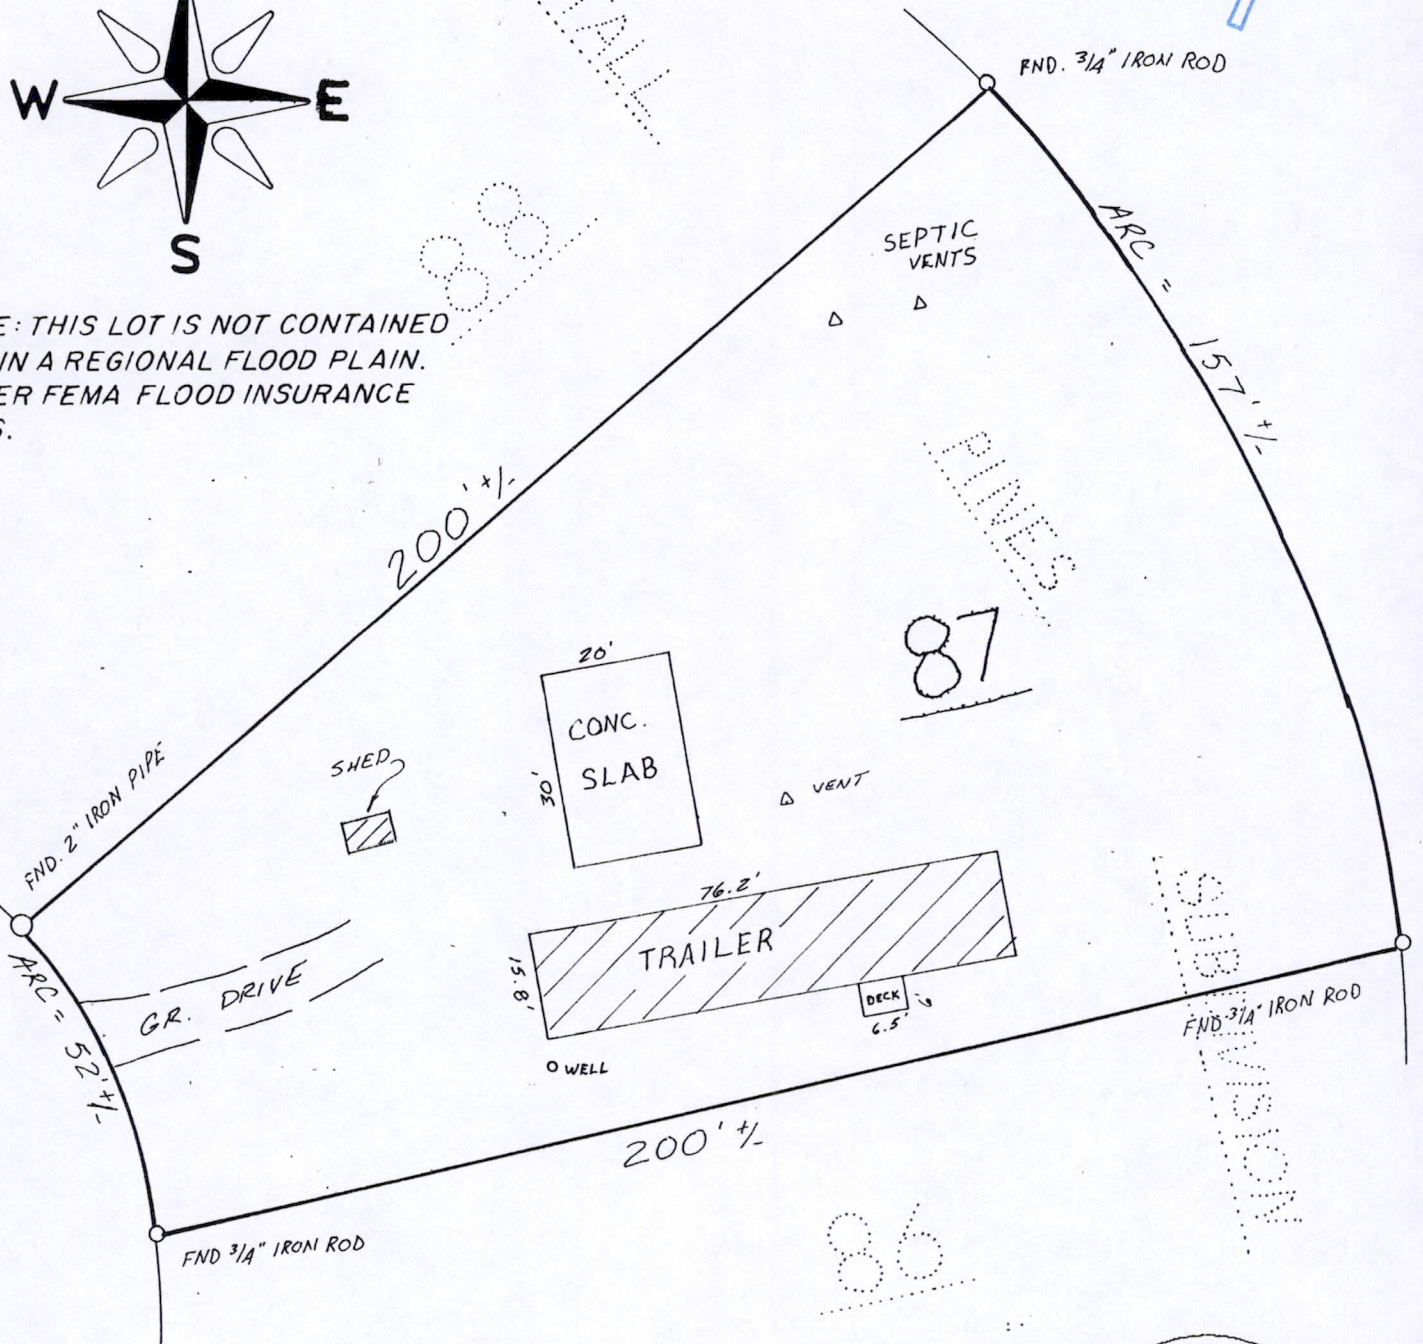 FND. 3/4" IRON ROD
W
E
S
88
SEPTIC
VENTS
ARC =
157' +/-
E: THIS LOT IS NOT CONTAINED
IN A REGIONAL FLOOD PLAIN.
ER FEMA FLOOD INSURANCE
S.
PINES
200' +/-
87
20'
CONC.
SLAB
30'
SHED
VENT
FND. 2" IRON PIPE
76.2'
TRAILER
15.8'
DECK
6'
6.5'
SUBDIVISION
ARC =
52' +/-
GR. DRIVE
WELL
FND 3/4" IRON ROD
200' +/-
FND 3/4" IRON ROD
86